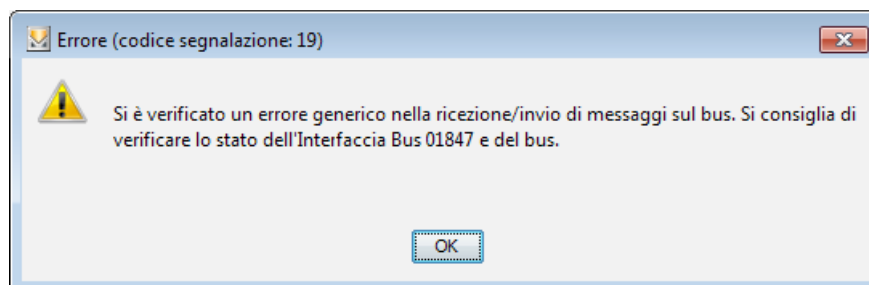 Errore (codice segnalazione: 19)
Si è verificato un errore generico nella ricezione/invio di messaggi sul bus. Si consiglia di
verificare lo stato dell'Interfaccia Bus 01847 e del bus.
OK